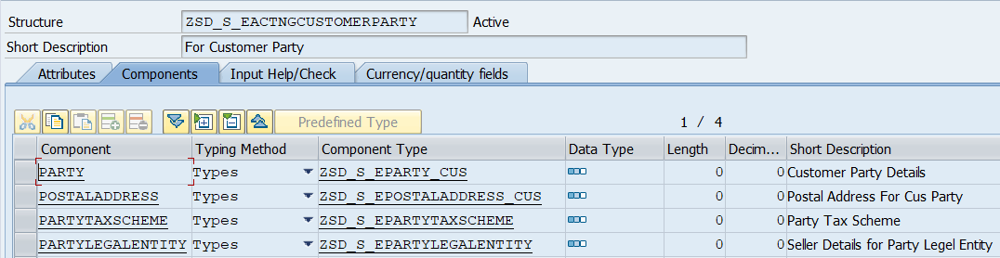 Structure ZSD_S_EACTNGCUSTOMERPARTY Active
Short Description For Customer Party
Attributes Components Input Help/Check Currency/quantity fields
Predefined Type 1 / 4
Component Typing Method Component Type Data Type Length Decim... Short Description
PARTY Types ZSD_S_EPARTY_CUS 0 0 Customer Party Details
POSTALADDRESS Types ZSD_S_EPOSTALADDRESS_CUS 0 0 Postal Address For Cus Party
PARTYTAXSCHEME Types ZSD_S_EPARTYTAXSCHEME 0 0 Party Tax Scheme
PARTYLEGALENTITY Types ZSD_S_EPARTYLEGALENTITY 0 0 Seller Details for Party Legel Entity